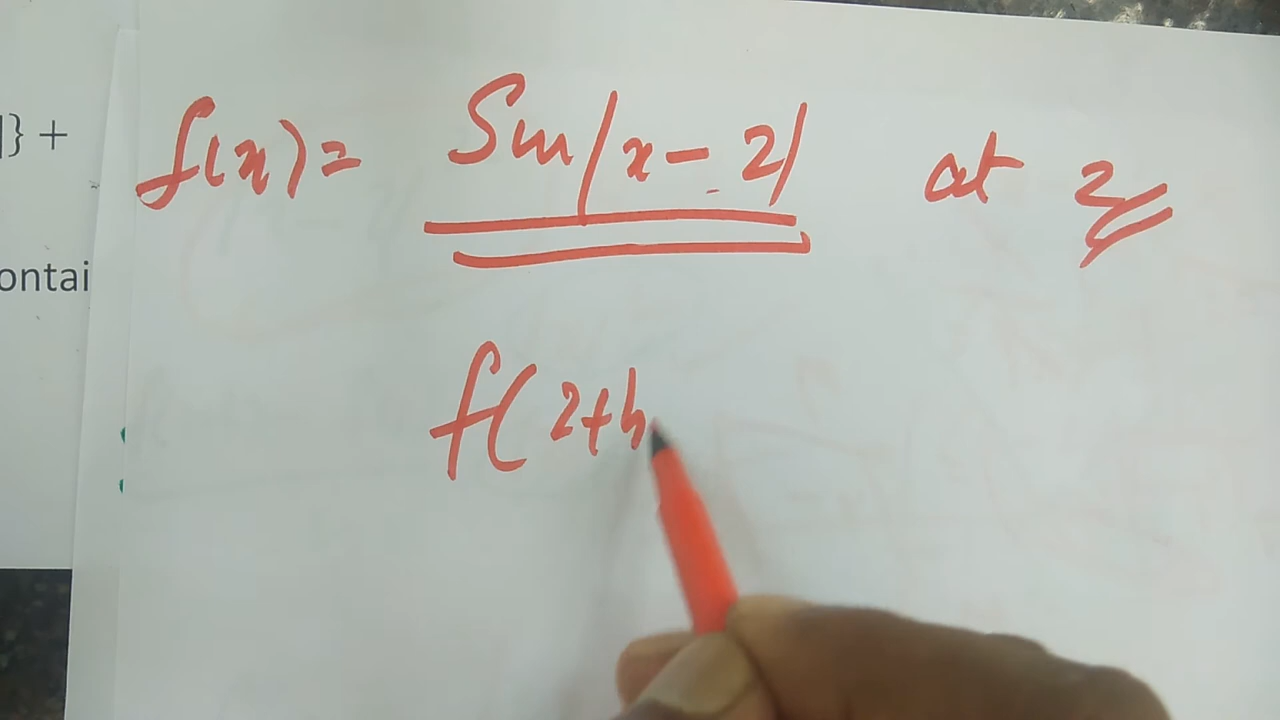 ]} +
f(x) = Sin|x - 2| at 2
ontai
f(2+h